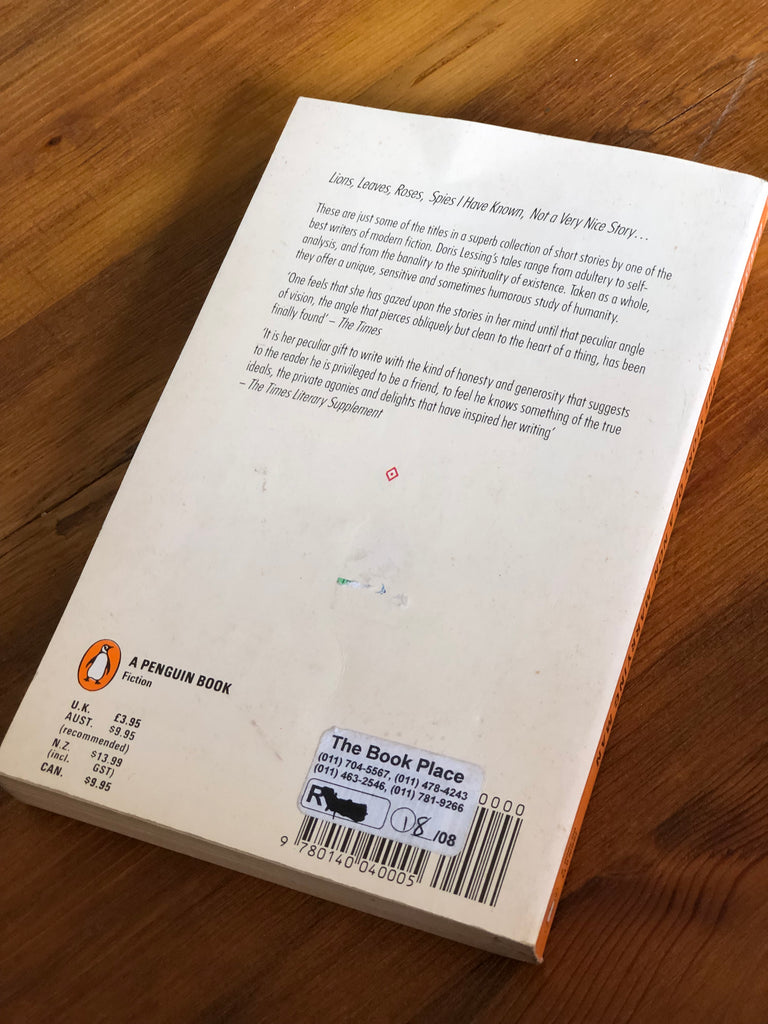 Lions, Leaves, Roses, Spies I Have Known, Not a Very Nice Story...
These are just some of the titles in a superb collection of short stories by one of the
best writers of modern fiction. Doris Lessing's tales range from adultery to self-
analysis, and from the banality to the spirituality of existence. Taken as a whole,
they offer a unique, sensitive and sometimes humorous study of humanity.
'One feels that she has gazed upon the stories in her mind until that peculiar angle
of vision, the angle that pierces obliquely but clean to the heart of a thing, has been
finally found' – The Times
'It is her peculiar gift to write with the kind of honesty and generosity that suggests
to the reader he is privileged to be a friend, to feel he knows something of the true
ideals, the private agonies and delights that have inspired her writing'
– The Times Literary Supplement
A PENGUIN BOOK
Fiction
U.K. £3.95
AUST. $9.95
(recommended)
N.Z. $13.99
(incl. GST)
CAN. $9.95
The Book Place
(011) 704-5567, (011) 478-4243
(011) 463-2546, (011) 781-9266
R
18/08
0000
9 780140 040005